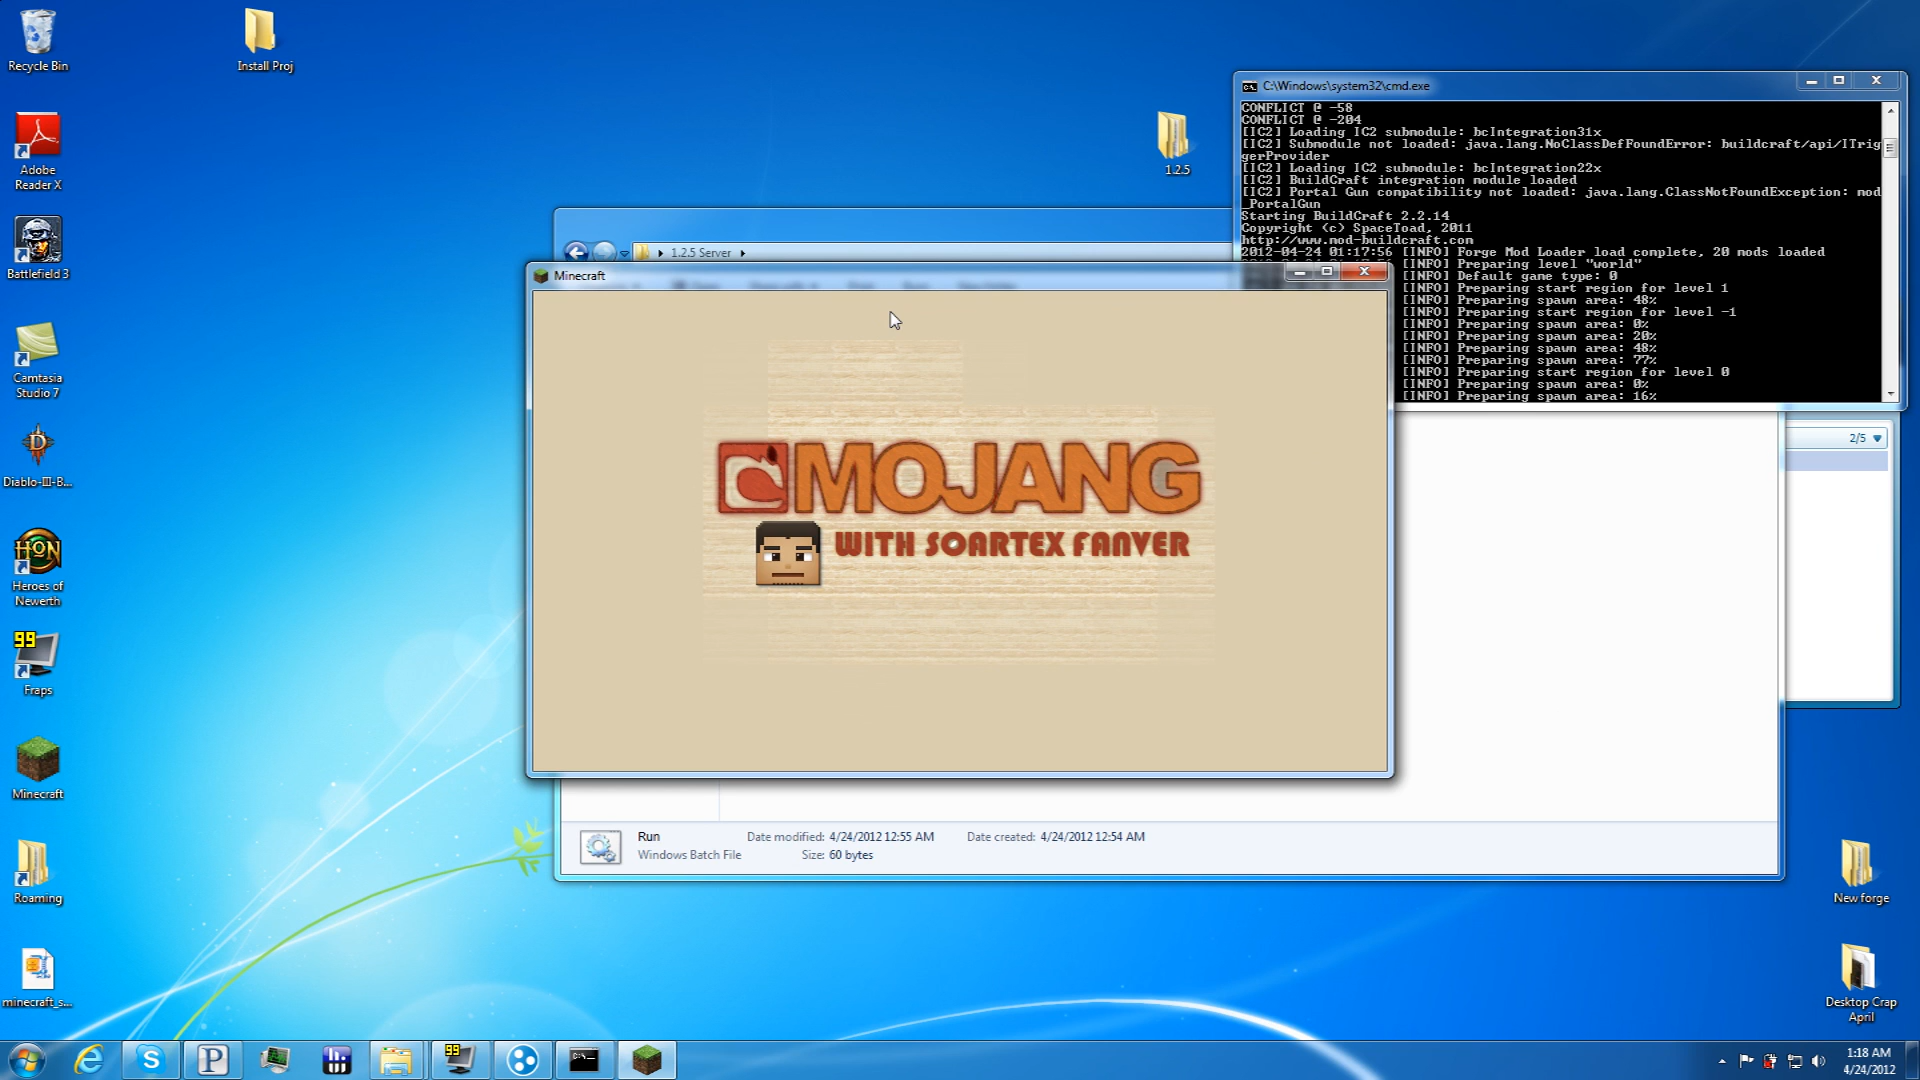 Recycle Bin
Install Proj
Adobe
Reader X
Battlefield 3
Camtasia
Studio 7
Diablo-III-B...
HON
Heroes of
Newerth
99
Fraps
Minecraft
Roaming
minecraft_s...
1.2.5
C:\Windows\system32\cmd.exe
CONFLICT @ -58
CONFLICT @ -204
[IC2] Loading IC2 submodule: bcIntegration31x
[IC2] Submodule not loaded: java.lang.NoClassDefFoundError: buildcraft/api/ITrig
gerProvider
[IC2] Loading IC2 submodule: bcIntegration22x
[IC2] BuildCraft integration module loaded
[IC2] Portal Gun compatibility not loaded: java.lang.ClassNotFoundException: mod
_PortalGun
Starting BuildCraft 2.2.14
Copyright (c) SpaceToad, 2011
http://www.mod-buildcraft.com
2012-04-24 01:17:56 [INFO] Forge Mod Loader load complete, 20 mods loaded
[INFO] Preparing level "world"
[INFO] Default game type: 0
[INFO] Preparing start region for level 1
[INFO] Preparing spawn area: 48%
[INFO] Preparing start region for level -1
[INFO] Preparing spawn area: 0%
[INFO] Preparing spawn area: 20%
[INFO] Preparing spawn area: 48%
[INFO] Preparing spawn area: 77%
[INFO] Preparing start region for level 0
[INFO] Preparing spawn area: 0%
[INFO] Preparing spawn area: 16%
1.2.5 Server
Minecraft
MOJANG
WITH SOARTEX FANVER
2/5
Run
Date modified: 4/24/2012 12:55 AM
Date created: 4/24/2012 12:54 AM
Windows Batch File
Size: 60 bytes
New forge
Desktop Crap
April
99
1:18 AM
4/24/2012